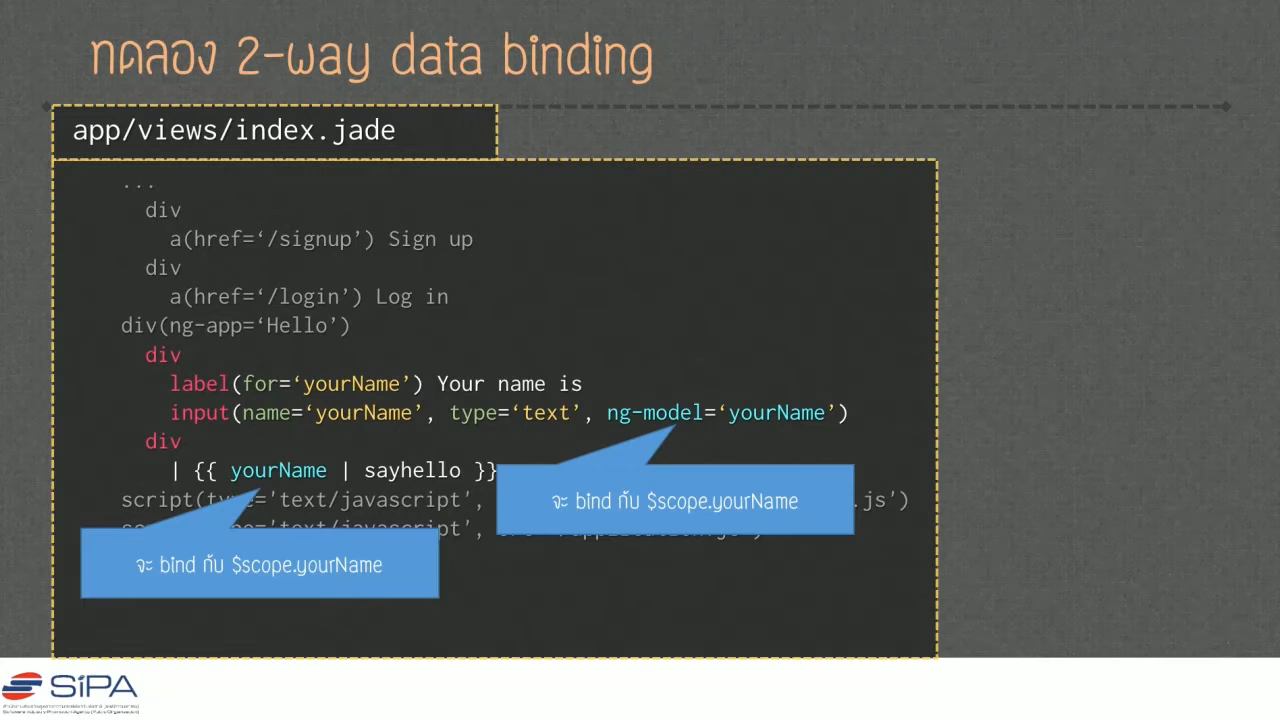 ทดลอง 2-way data binding
app/views/index.jade
...
div
a(href=‘/signup’) Sign up
div
a(href=‘/login’) Log in
div(ng-app=‘Hello’)
div
label(for=‘yourName’) Your name is
input(name=‘yourName’, type=‘text’, ng-model=‘yourName’)
div
| {{ yourName | sayhello }}
script(type='text/javascript', .js')
จะ bind กับ $scope.yourName
จะ bind กับ $scope.yourName
SiPA